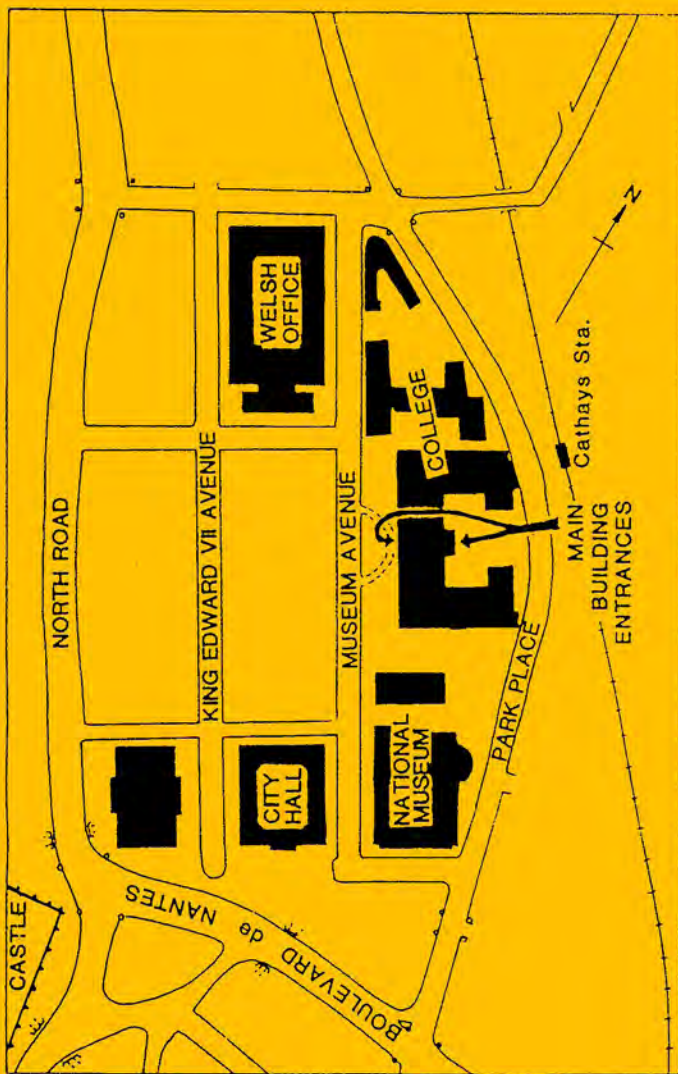 NORTH ROAD
KING EDWARD VII AVENUE
MUSEUM AVENUE
PARK PLACE
BOULEVARD de NANTES
CASTLE
WELSH
OFFICE
COLLEGE
CITY
HALL
NATIONAL
MUSEUM
Cathays Sta.
MAIN
BUILDING
ENTRANCES
N